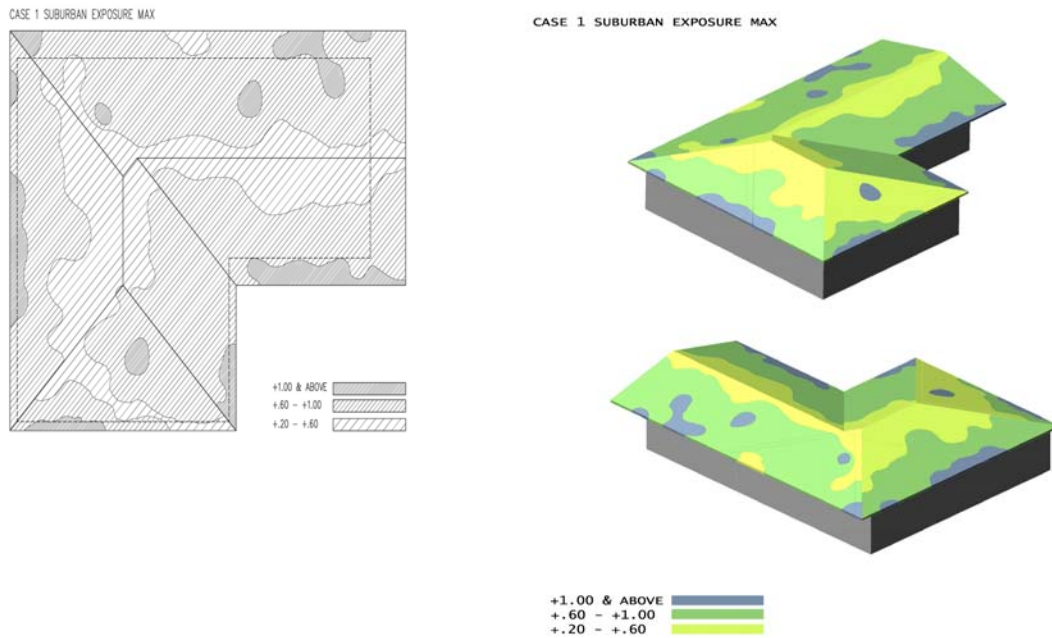 CASE 1 SUBURBAN EXPOSURE MAX
+1.00 & ABOVE
+.60 - +1.00
+.20 - +.60
CASE 1 SUBURBAN EXPOSURE MAX
+1.00 & ABOVE
+.60 - +1.00
+.20 - +.60